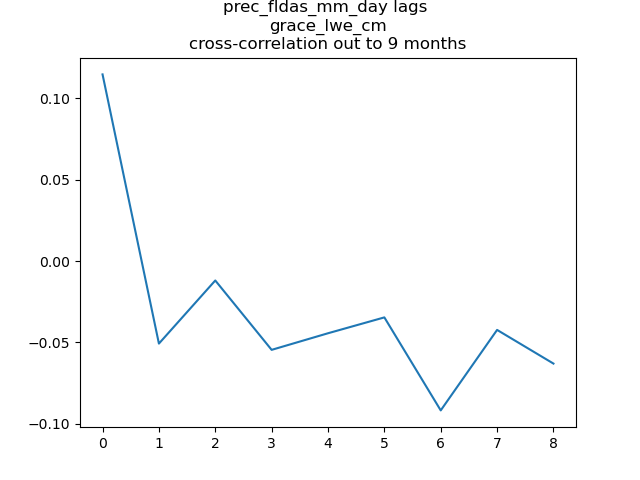 prec_fldas_mm_day lags
grace_lwe_cm
cross-correlation out to 9 months
0.10
0.05
0.00
−0.05
−0.10
0 1 2 3 4 5 6 7 8